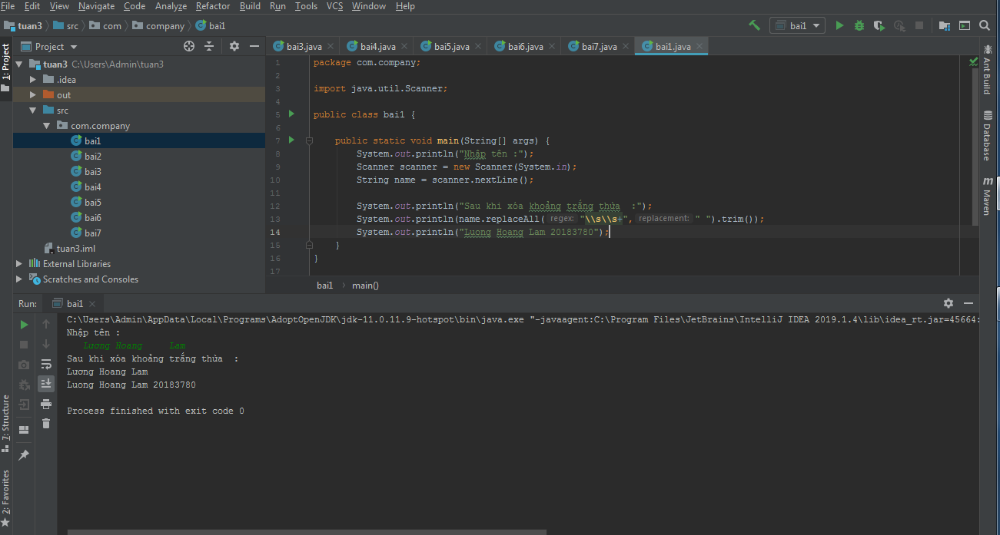 File Edit View Navigate Code Analyze Refactor Build Run Tools VCS Window Help
tuan3 src com company bai1 bai1
1: Project
Project
bai3.java bai4.java bai5.java bai6.java bai7.java bai1.java
tuan3 C:\Users\Admin\tuan3
.idea
out
src
com.company
bai1
bai2
bai3
bai4
bai5
bai6
bai7
tuan3.iml
External Libraries
Scratches and Consoles
1 package com.company;
2
3 import java.util.Scanner;
4
5 public class bai1 {
6
7 public static void main(String[] args) {
8 System.out.println("Nhập tên :");
9 Scanner scanner = new Scanner(System.in);
10 String name = scanner.nextLine();
11
12 System.out.println("Sau khi xóa khoảng trắng thừa  :");
13 System.out.println(name.replaceAll( regex: "\\s\\s+", replacement: " ").trim());
14 System.out.println("Luong Hoang Lam 20183780");
15 }
16 }
17
bai1 main()
Ant Build
Database
m Maven
Run: bai1
C:\Users\Admin\AppData\Local\Programs\AdoptOpenJDK\jdk-11.0.11.9-hotspot\bin\java.exe "-javaagent:C:\Program Files\JetBrains\IntelliJ IDEA 2019.1.4\lib\idea_rt.jar=45664:
Nhập tên :
Lương Hoang     Lam
Sau khi xóa khoảng trắng thừa  :
Lương Hoang Lam
Luong Hoang Lam 20183780
Process finished with exit code 0
7: Structure
2: Favorites